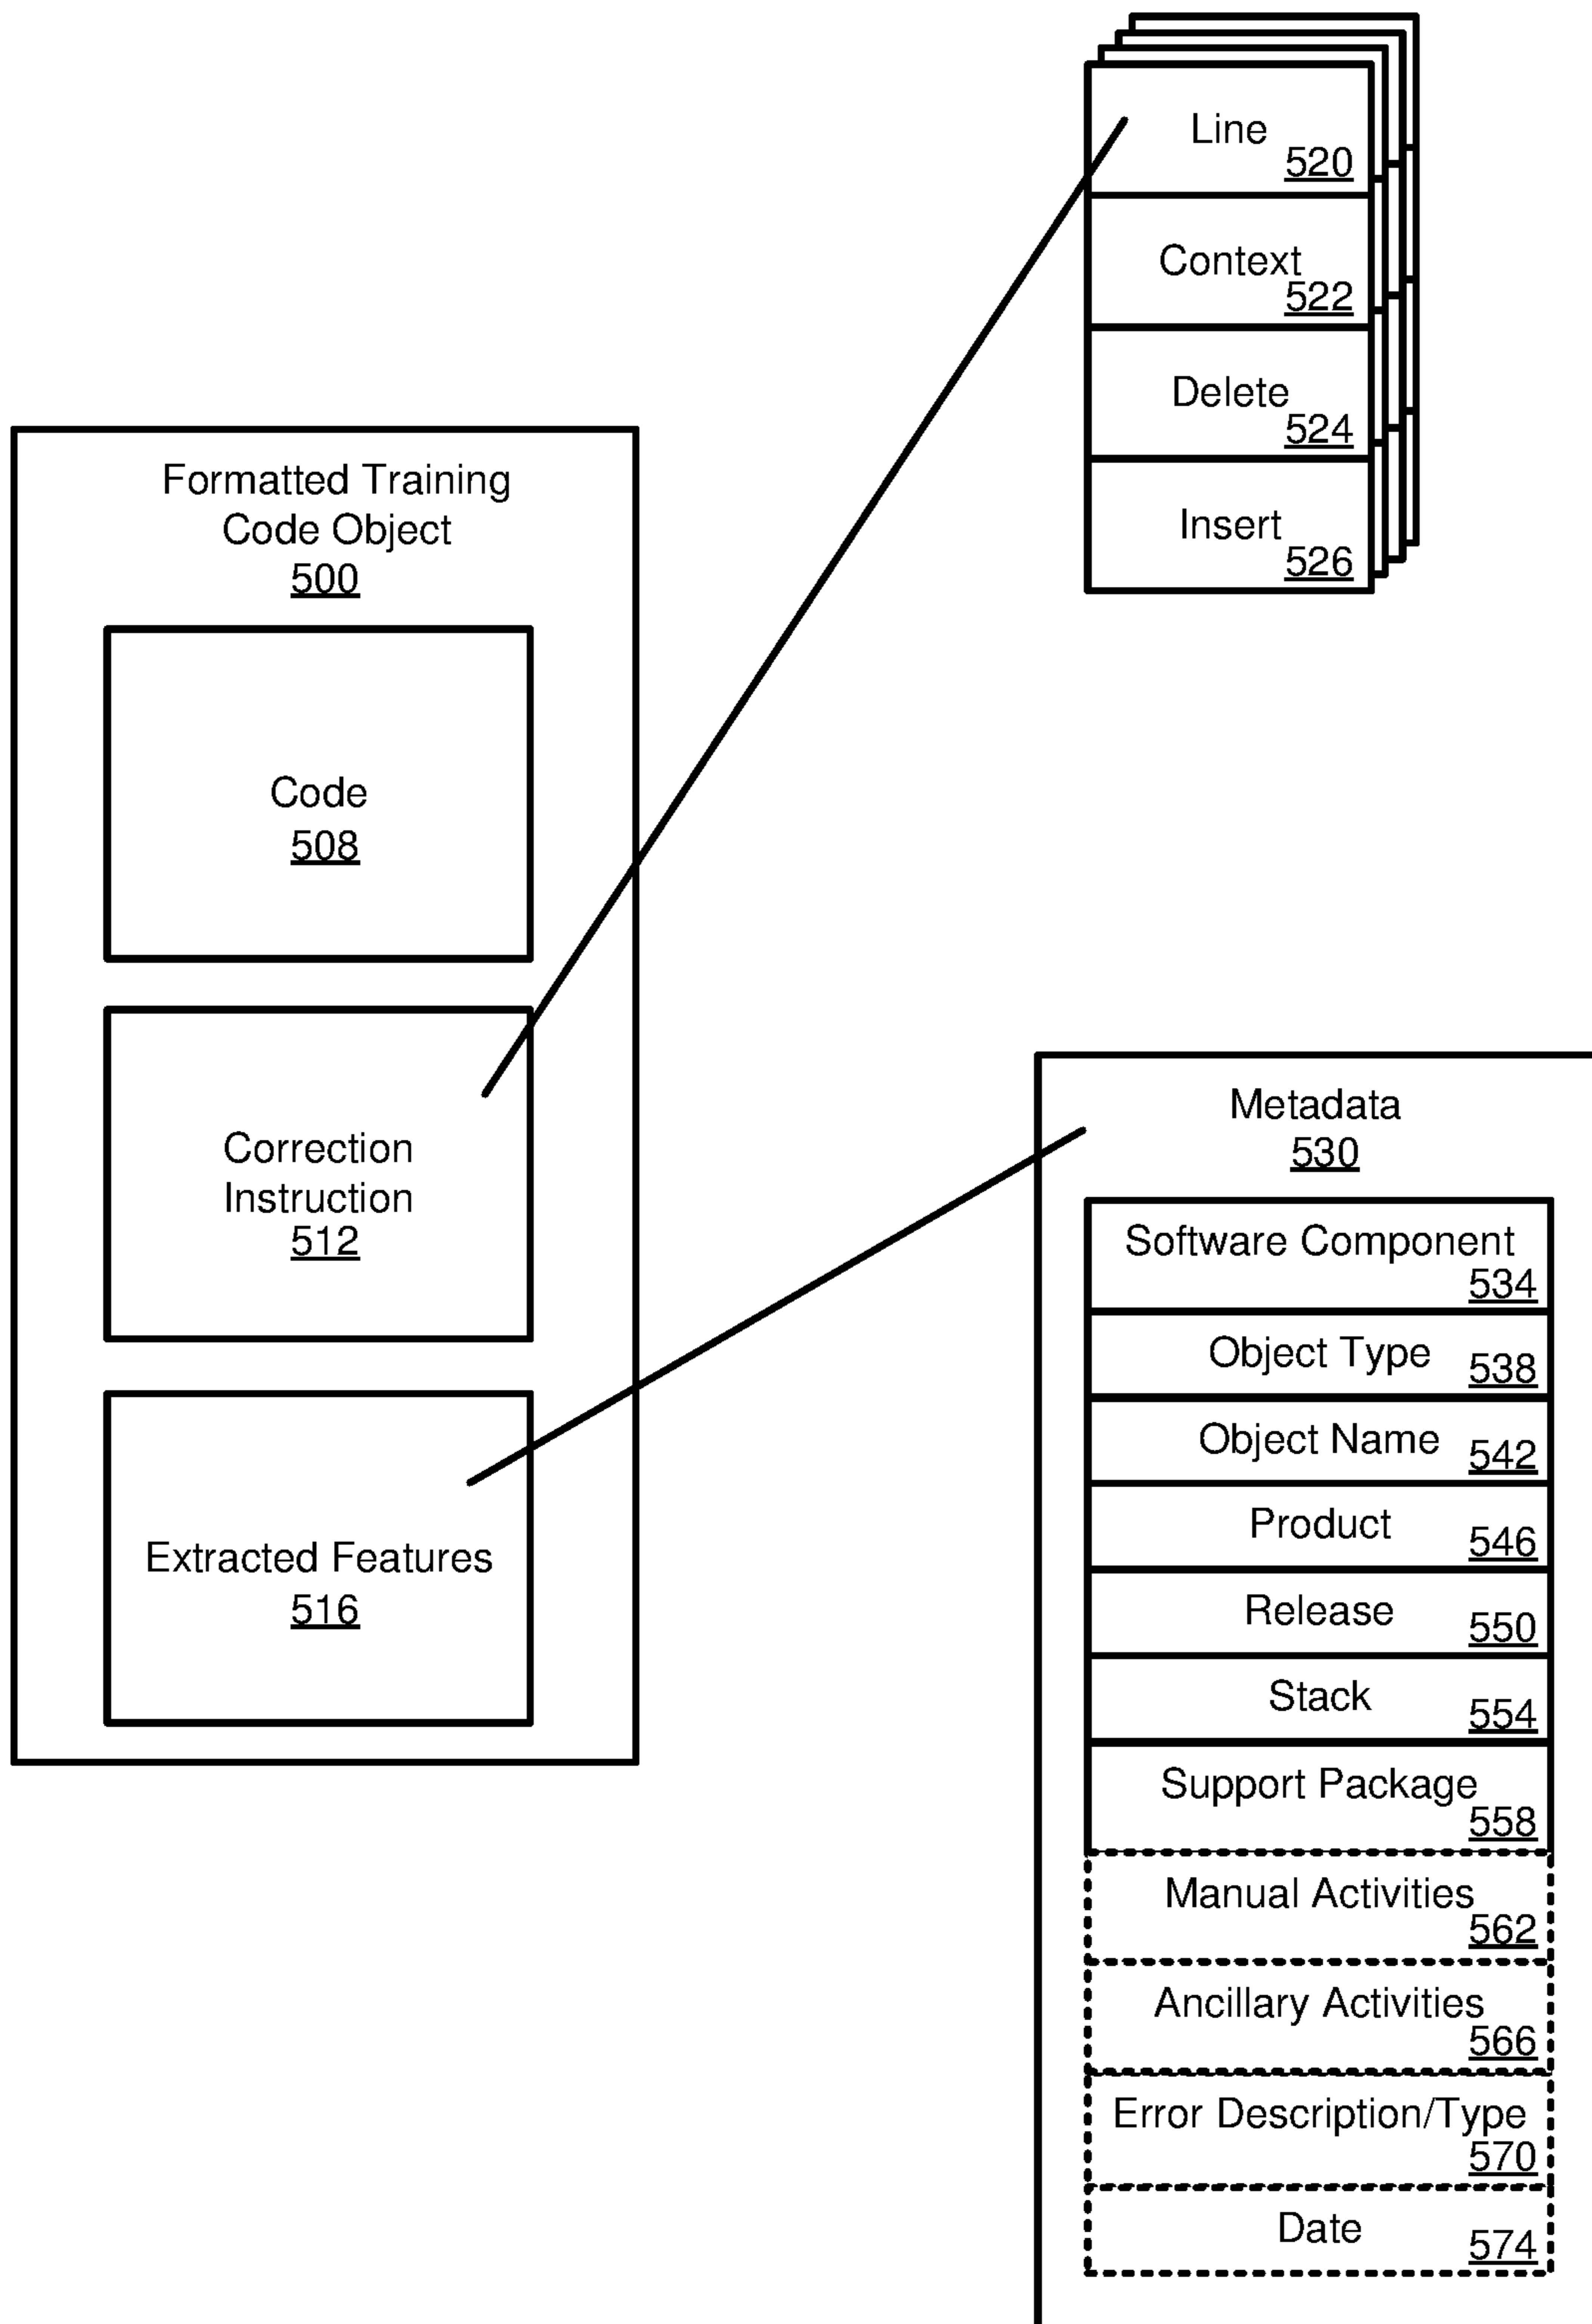 Line
520
Context
522
Delete
524
Insert
526
Formatted Training
Code Object
500
Code
508
Correction
Instruction
512
Extracted Features
516
Metadata
530
Software Component
534
Object Type
538
Object Name
542
Product
546
Release
550
Stack
554
Support Package
558
Manual Activities
562
Ancillary Activities
566
Error Description/Type
570
Date
574